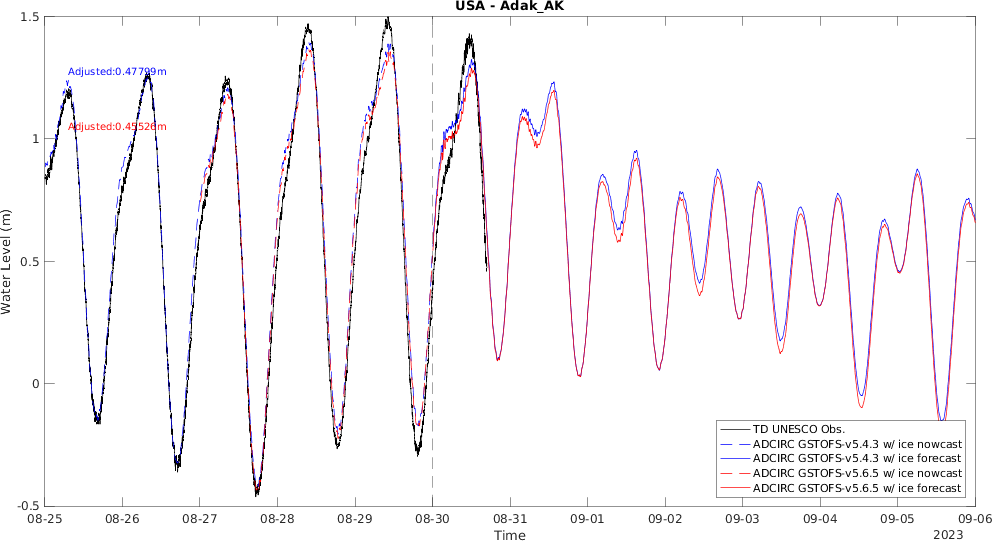 USA - Adak_AK
1.5
1
0.5
0
-0.5
Water Level (m)
Adjusted:0.47799m
Adjusted:0.45526m
TD UNESCO Obs.
ADCIRC GSTOFS-v5.4.3 w/ ice nowcast
ADCIRC GSTOFS-v5.4.3 w/ ice forecast
ADCIRC GSTOFS-v5.6.5 w/ ice nowcast
ADCIRC GSTOFS-v5.6.5 w/ ice forecast
08-25 08-26 08-27 08-28 08-29 08-30 08-31 09-01 09-02 09-03 09-04 09-05 09-06
Time
2023